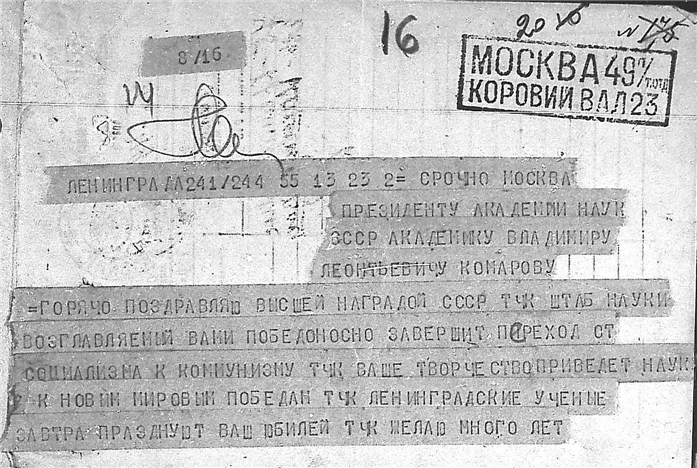 16
8/16
МОСКВА 49
КОРОВИЙ ВАЛ 23
ЛЕНИНГРАДА 241/244 55 13 23 2= СРОЧНО МОСКВА
ПРЕЗИДЕНТУ АКАДЕМИИ НАУК
СССР АКАДЕМИКУ ВЛАДИМИРУ
ЛЕОНТЬЕВИЧУ КОМАРОВУ
=ГОРЯЧО ПОЗДРАВЛЯЮ ВЫСШЕЙ НАГРАДОЙ СССР ТЧК ШТАБ НАУКИ
ВОЗГЛАВЛЯЕМЫЙ ВАМИ ПОБЕДОНОСНО ЗАВЕРШИТ ПЕРЕХОД ОТ
СОЦИАЛИЗМА К КОММУНИЗМУ ТЧК ВАШЕ ТВОРЧЕСТВО ПРИВЕДЕТ НАУК
К НОВЫМ МИРОВЫМ ПОБЕДАМ ТЧК ЛЕНИНГРАДСКИЕ УЧЕНЫЕ
ЗАВТРА ПРАЗДНУЮТ ВАШ ЮБИЛЕЙ ТЧК ЖЕЛАЮ МНОГО ЛЕТ